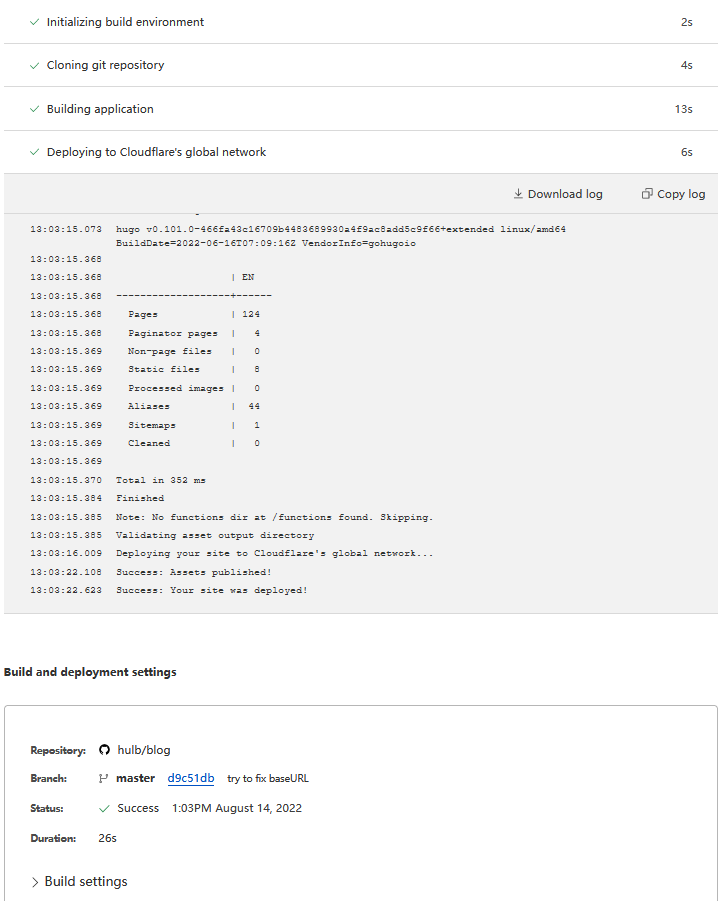 Initializing build environment 2s
Cloning git repository 4s
Building application 13s
Deploying to Cloudflare's global network 6s
Download log Copy log
13:03:15.073 hugo v0.101.0-466fa43c16709b4483689930a4f9ac8add5c9f66+extended linux/amd64
BuildDate=2022-06-16T07:09:16Z VendorInfo=gohugoio
13:03:15.368
13:03:15.368 | EN
13:03:15.368 -------------------+------
13:03:15.368 Pages | 124
13:03:15.368 Paginator pages | 4
13:03:15.369 Non-page files | 0
13:03:15.369 Static files | 8
13:03:15.369 Processed images | 0
13:03:15.369 Aliases | 44
13:03:15.369 Sitemaps | 1
13:03:15.369 Cleaned | 0
13:03:15.369
13:03:15.370 Total in 352 ms
13:03:15.384 Finished
13:03:15.385 Note: No functions dir at /functions found. Skipping.
13:03:15.385 Validating asset output directory
13:03:16.009 Deploying your site to Cloudflare's global network...
13:03:22.108 Success: Assets published!
13:03:22.623 Success: Your site was deployed!
Build and deployment settings
Repository: hulb/blog
Branch: master d9c51db try to fix baseURL
Status: Success 1:03PM August 14, 2022
Duration: 26s
Build settings